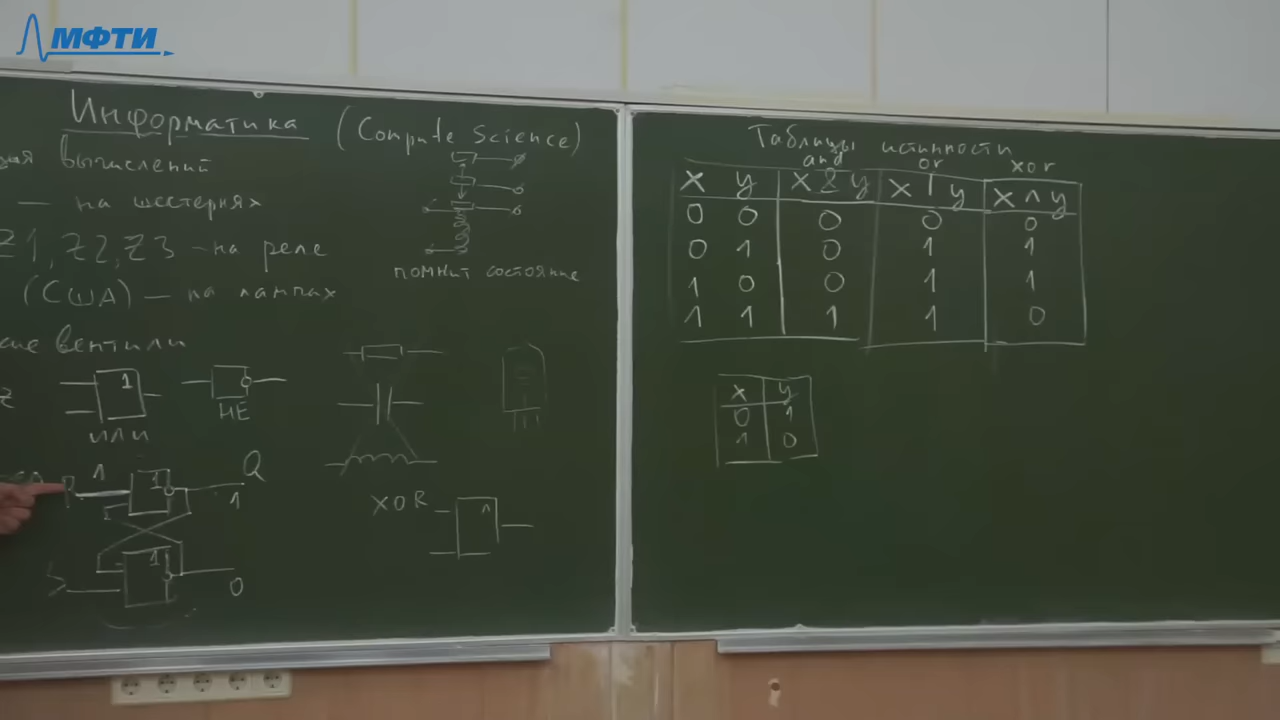 МФТИ
Информатика (Compute Science)
вычислений
— на шестернях
Z1, Z2, Z3 — на реле
(США) — на лампах
помнит состояние
вентили
1
ИЛИ
НЕ
R 1 1 Q
1
S 1 0
XOR ^
Таблицы истинности
and or xor
x y x & y x | y x ^ y
0 0 0 0 0
0 1 0 1 1
1 0 0 1 1
1 1 1 1 0
x y
0 1
1 0